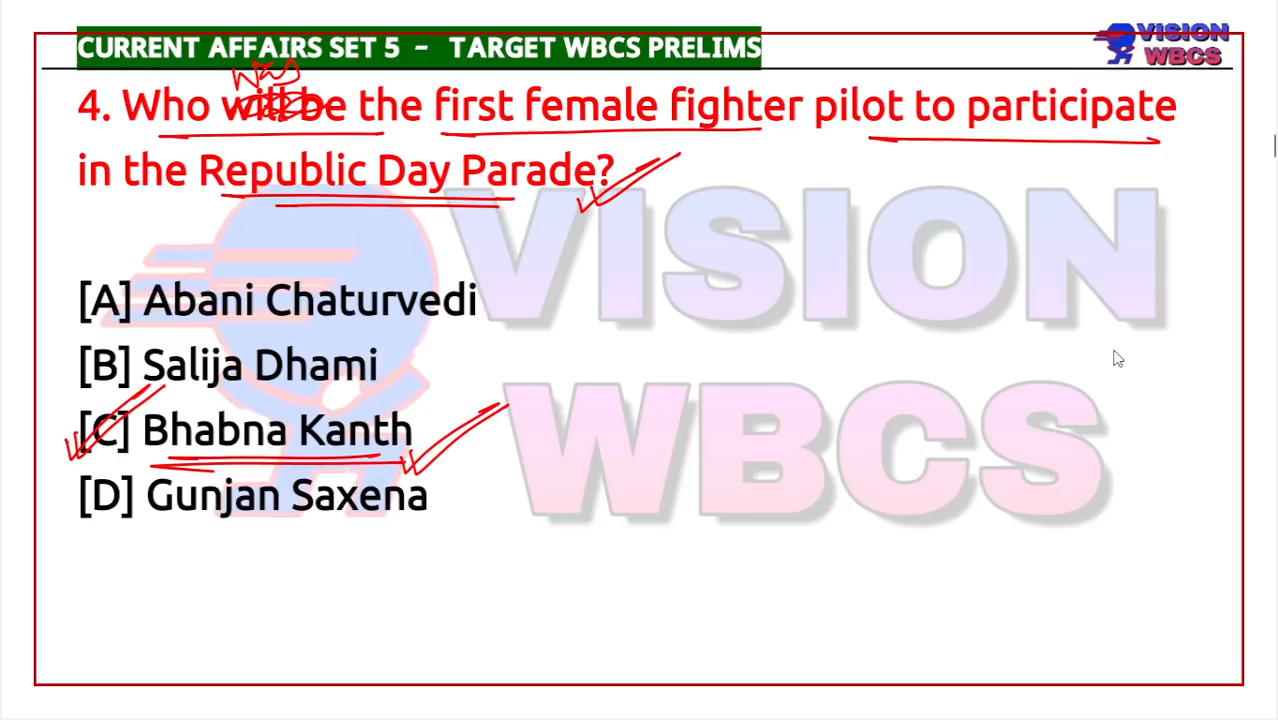 CURRENT AFFAIRS SET 5 - TARGET WBCS PRELIMS
VISION
WBCS
was
4. Who will be the first female fighter pilot to participate
in the Republic Day Parade?
VISION
WBCS
[A] Abani Chaturvedi
[B] Salija Dhami
[C] Bhabna Kanth
[D] Gunjan Saxena